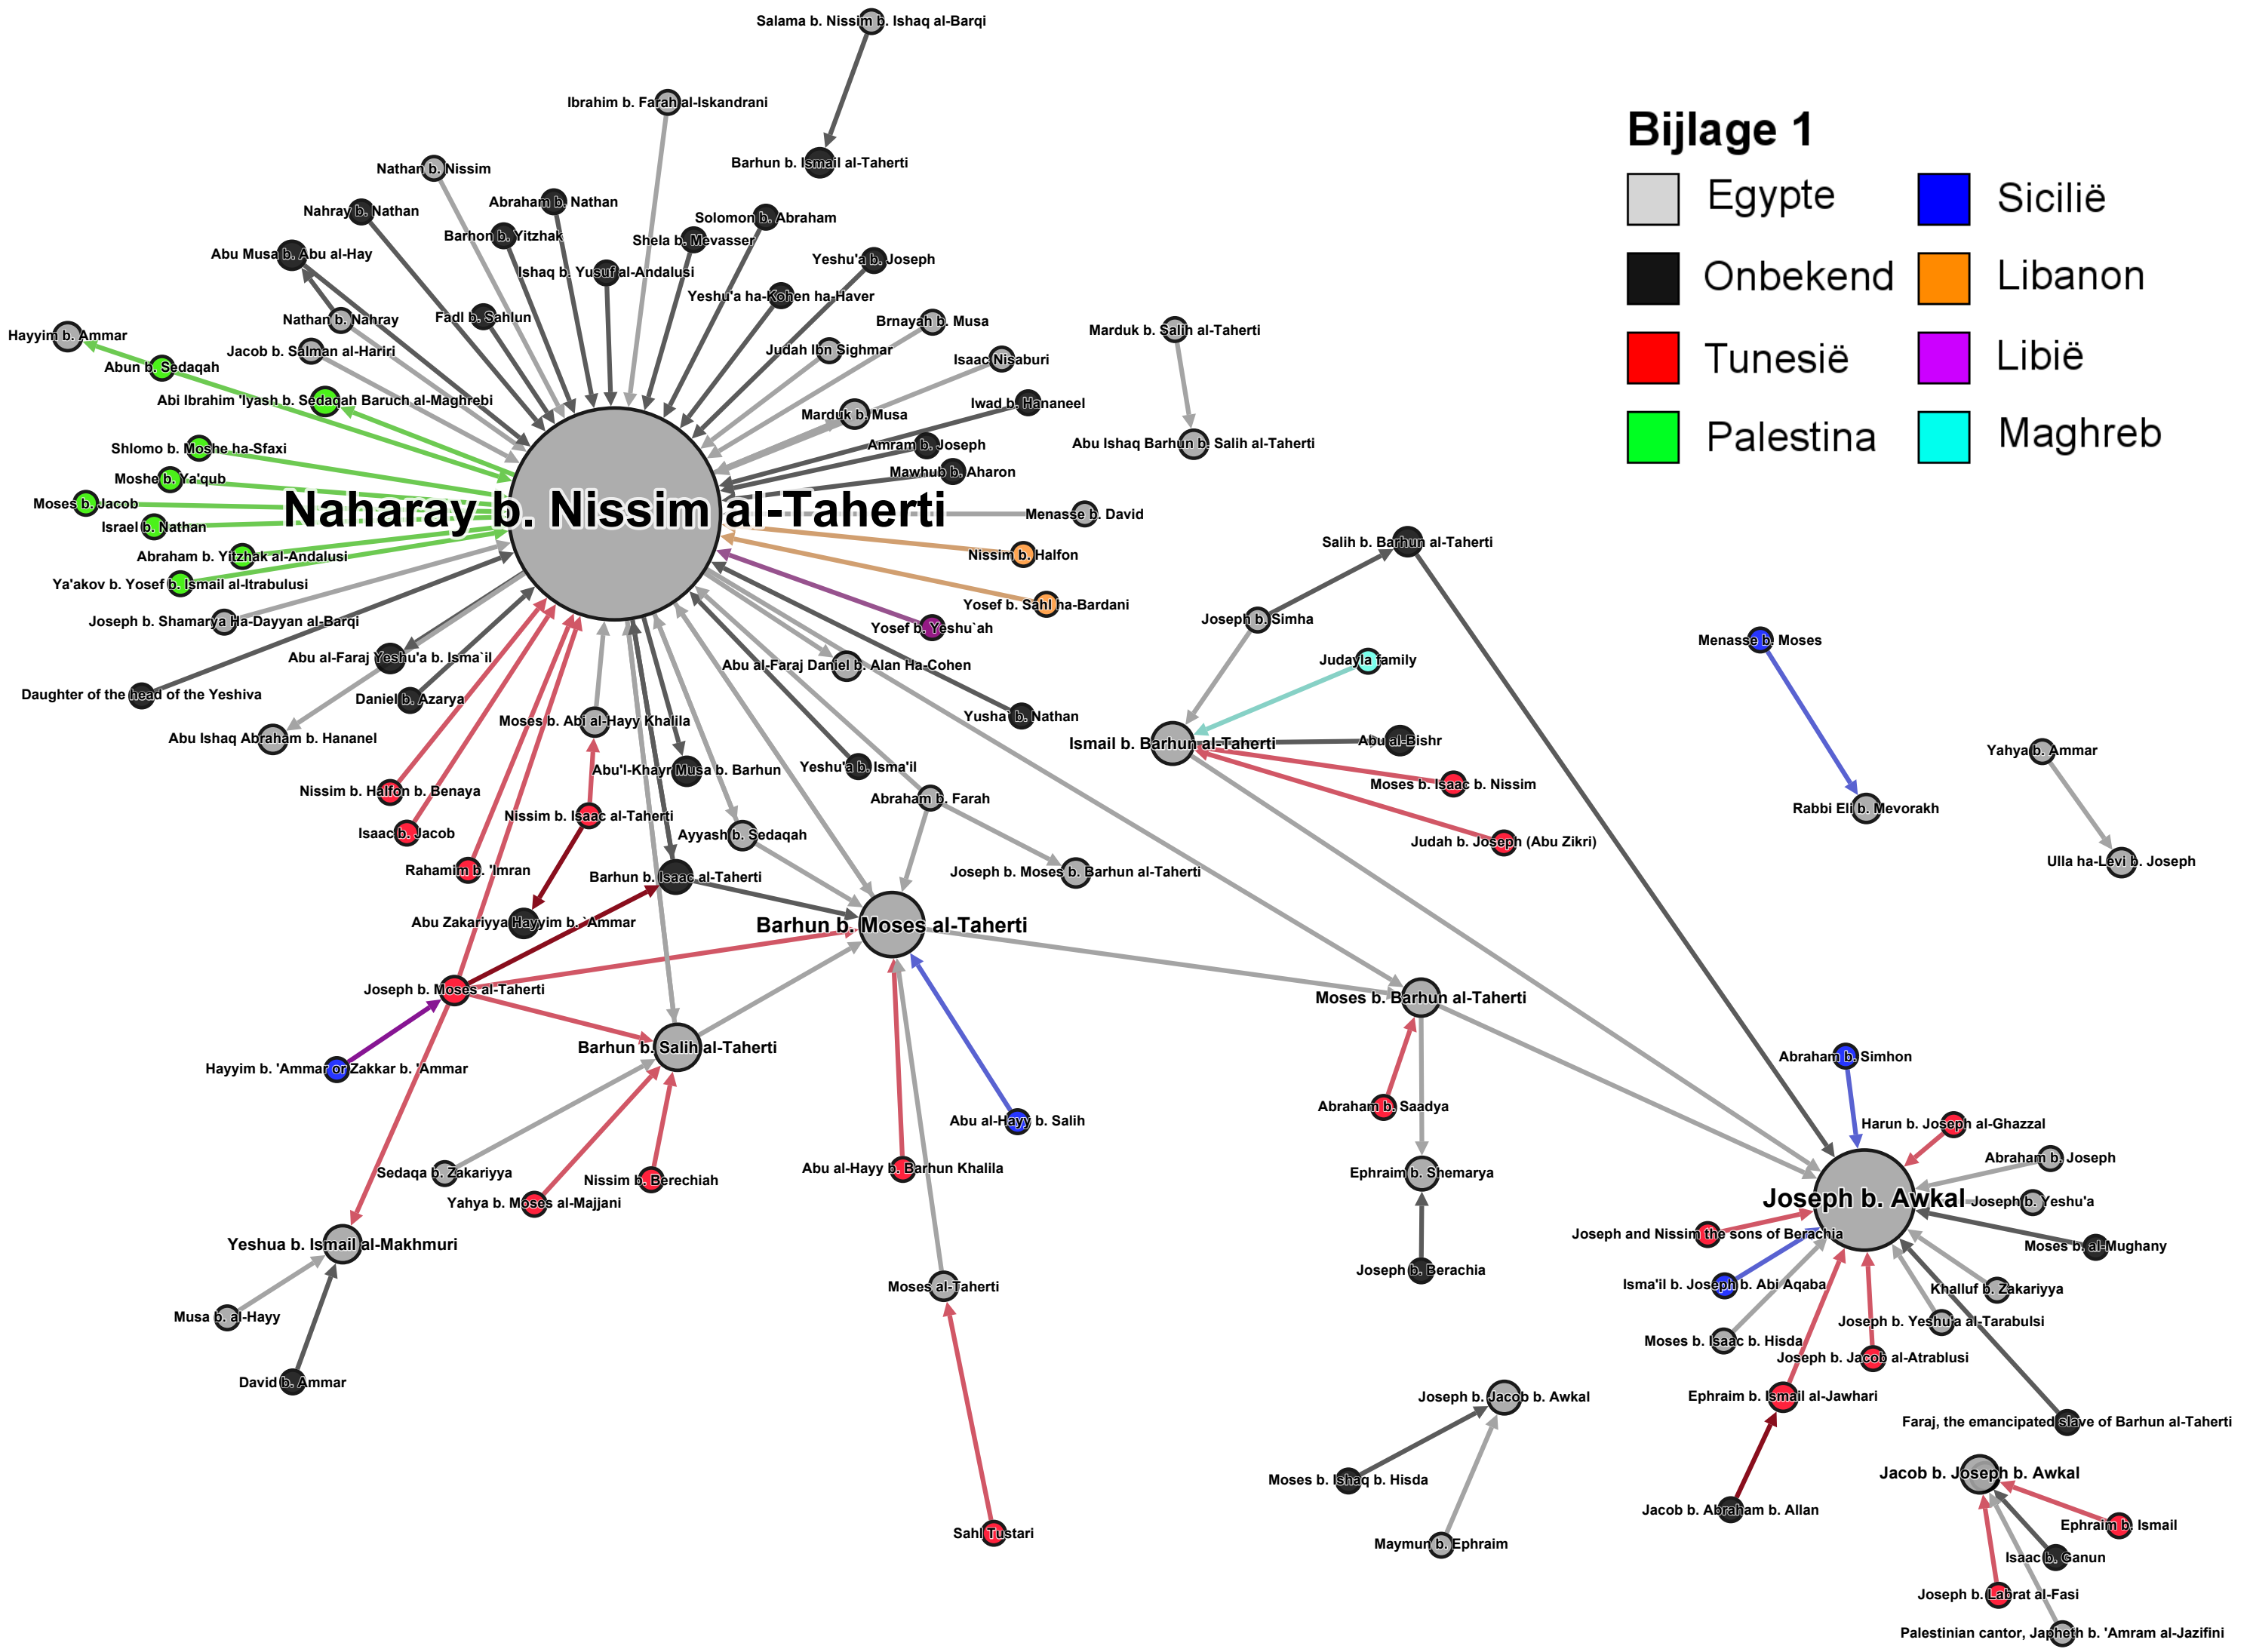 Salama b. Nissim b. Ishaq al-Barqi
Ibrahim b. Farah al-Iskandrani
Barhun b. Ismail al-Taherti
Nathan b. Nissim
Abraham b. Nathan
Nahray b. Nathan
Solomon b. Abraham
Barhon b. Yitzhak
Shela b. Mevasser
Abu Musa b. Abu al-Hay
Yeshu'a b. Joseph
Ishaq b. Yusuf al-Andalusi
Yeshu'a ha-Kohen ha-Haver
Nathan b. Nahray
Fadl b. Sahlun
Brnayah b. Musa
Hayyim b. Ammar
Jacob b. Salman al-Hariri
Judah Ibn Sighmar
Isaac Nisaburi
Abun b. Sedaqah
Abi Ibrahim 'Iyash b. Sedaqah Baruch al-Maghrebi
Iwad b. Hananeel
Marduk b. Musa
Shlomo b. Moshe ha-Sfaxi
Amram b. Joseph
Moshe b. Ya'qub
Mawhub b. Aharon
Moses b. Jacob
Naharay b. Nissim al-Taherti
Menasse b. David
Israel b. Nathan
Abraham b. Yitzhak al-Andalusi
Nissim b. Halfon
Ya'akov b. Yosef b. Ismail al-Itrabulusi
Yosef b. Sahl ha-Bardani
Joseph b. Shamarya Ha-Dayyan al-Barqi
Yosef b. Yeshu`ah
Abu al-Faraj Yeshu'a b. Isma`il
Abu al-Faraj Daniel b. Alan Ha-Cohen
Daughter of the head of the Yeshiva
Daniel b. Azarya
Moses b. Abi al-Hayy Khalila
Yusha` b. Nathan
Abu Ishaq Abraham b. Hananel
Abu'l-Khayr Musa b. Barhun
Yeshu'a b. Isma'il
Nissim b. Halfon b. Benaya
Abraham b. Farah
Nissim b. Isaac al-Taherti
Isaac b. Jacob
Ayyash b. Sedaqah
Rahamim b. 'Imran
Barhun b. Isaac al-Taherti
Joseph b. Moses b. Barhun al-Taherti
Abu Zakariyya Hayyim b. `Ammar
Barhun b. Moses al-Taherti
Joseph b. Moses al-Taherti
Barhun b. Salih al-Taherti
Hayyim b. 'Ammar or Zakkar b. 'Ammar
Abu al-Hayy b. Salih
Sedaqa b. Zakariyya
Abu al-Hayy b. Barhun Khalila
Nissim b. Berechiah
Yahya b. Moses al-Majjani
Yeshua b. Ismail al-Makhmuri
Moses al-Taherti
Musa b. al-Hayy
David b. Ammar
Sahl Tustari
Marduk b. Salih al-Taherti
Abu Ishaq Barhun b. Salih al-Taherti
Salih b. Barhun al-Taherti
Joseph b. Simha
Judayla family
Ismail b. Barhun al-Taherti
Abu al-Bishr
Moses b. Isaac b. Nissim
Judah b. Joseph (Abu Zikri)
Moses b. Barhun al-Taherti
Abraham b. Saadya
Ephraim b. Shemarya
Joseph b. Berachia
Joseph b. Jacob b. Awkal
Moses b. Ishaq b. Hisda
Maymun b. Ephraim
Bijlage 1
Egypte
Sicilië
Onbekend
Libanon
Tunesië
Libië
Palestina
Maghreb
Menasse b. Moses
Rabbi Eli b. Mevorakh
Yahya b. Ammar
Ulla ha-Levi b. Joseph
Abraham b. Simhon
Harun b. Joseph al-Ghazzal
Abraham b. Joseph
Joseph b. Awkal
Joseph b. Yeshu'a
Joseph and Nissim the sons of Berachia
Moses b. al-Mughany
Isma'il b. Joseph b. Abi Aqaba
Khalluf b. Zakariyya
Joseph b. Yeshu'a al-Tarabulsi
Moses b. Isaac b. Hisda
Joseph b. Jacob al-Atrablusi
Ephraim b. Ismail al-Jawhari
Faraj, the emancipated slave of Barhun al-Taherti
Jacob b. Joseph b. Awkal
Jacob b. Abraham b. Allan
Ephraim b. Ismail
Isaac b. Ganun
Joseph b. Labrat al-Fasi
Palestinian cantor, Japheth b. 'Amram al-Jazifini